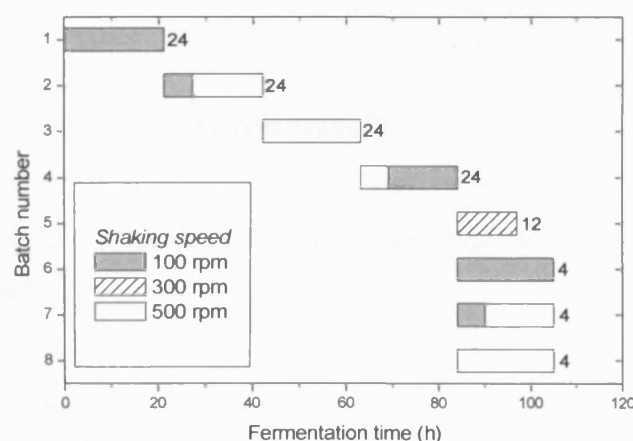 1
24
2
24
3
24
4
24
5
12
6
4
7
4
8
4
Batch number
Shaking speed
100 rpm
300 rpm
500 rpm
0 20 40 60 80 100 120
Fermentation time (h)